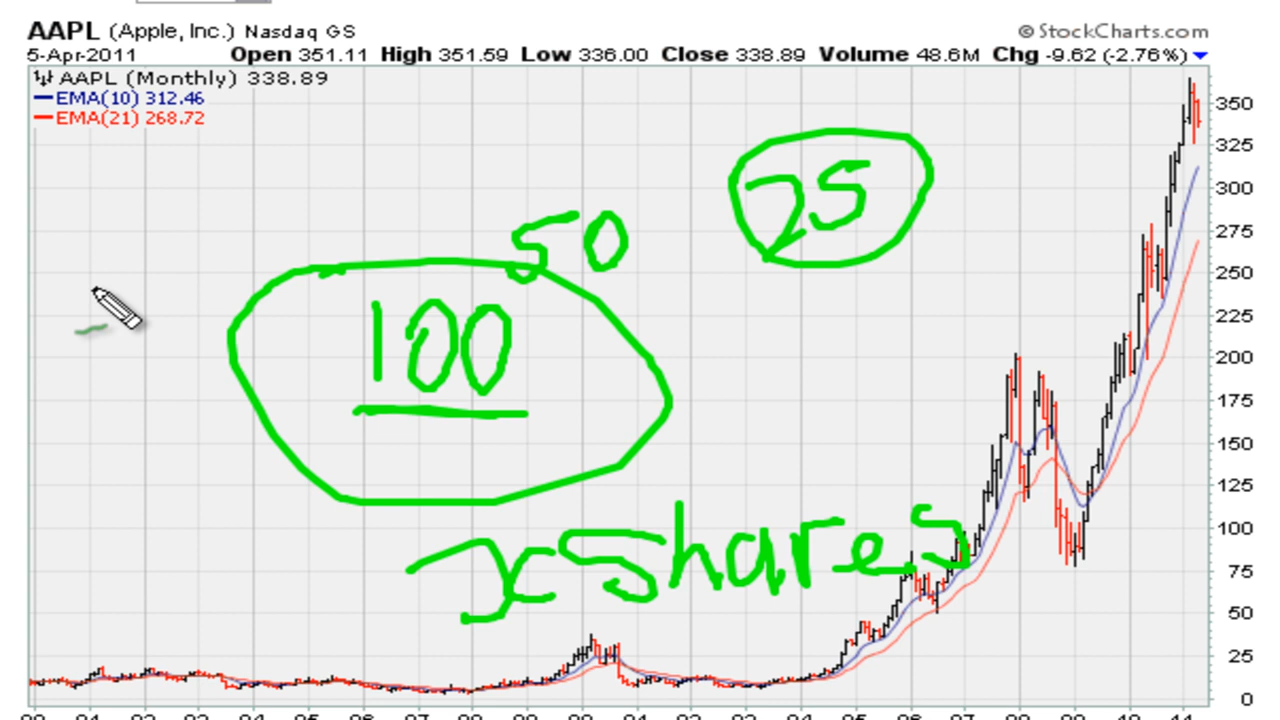 AAPL (Apple, Inc.) Nasdaq GS
© StockCharts.com
5-Apr-2011 Open 351.11 High 351.59 Low 336.00 Close 338.89 Volume 48.6M Chg -9.62 (-2.76%)
AAPL (Monthly) 338.89
EMA(10) 312.46
EMA(21) 268.72
350
325
300
275
250
225
200
175
150
125
100
75
50
25
0
25
50
100
x shares